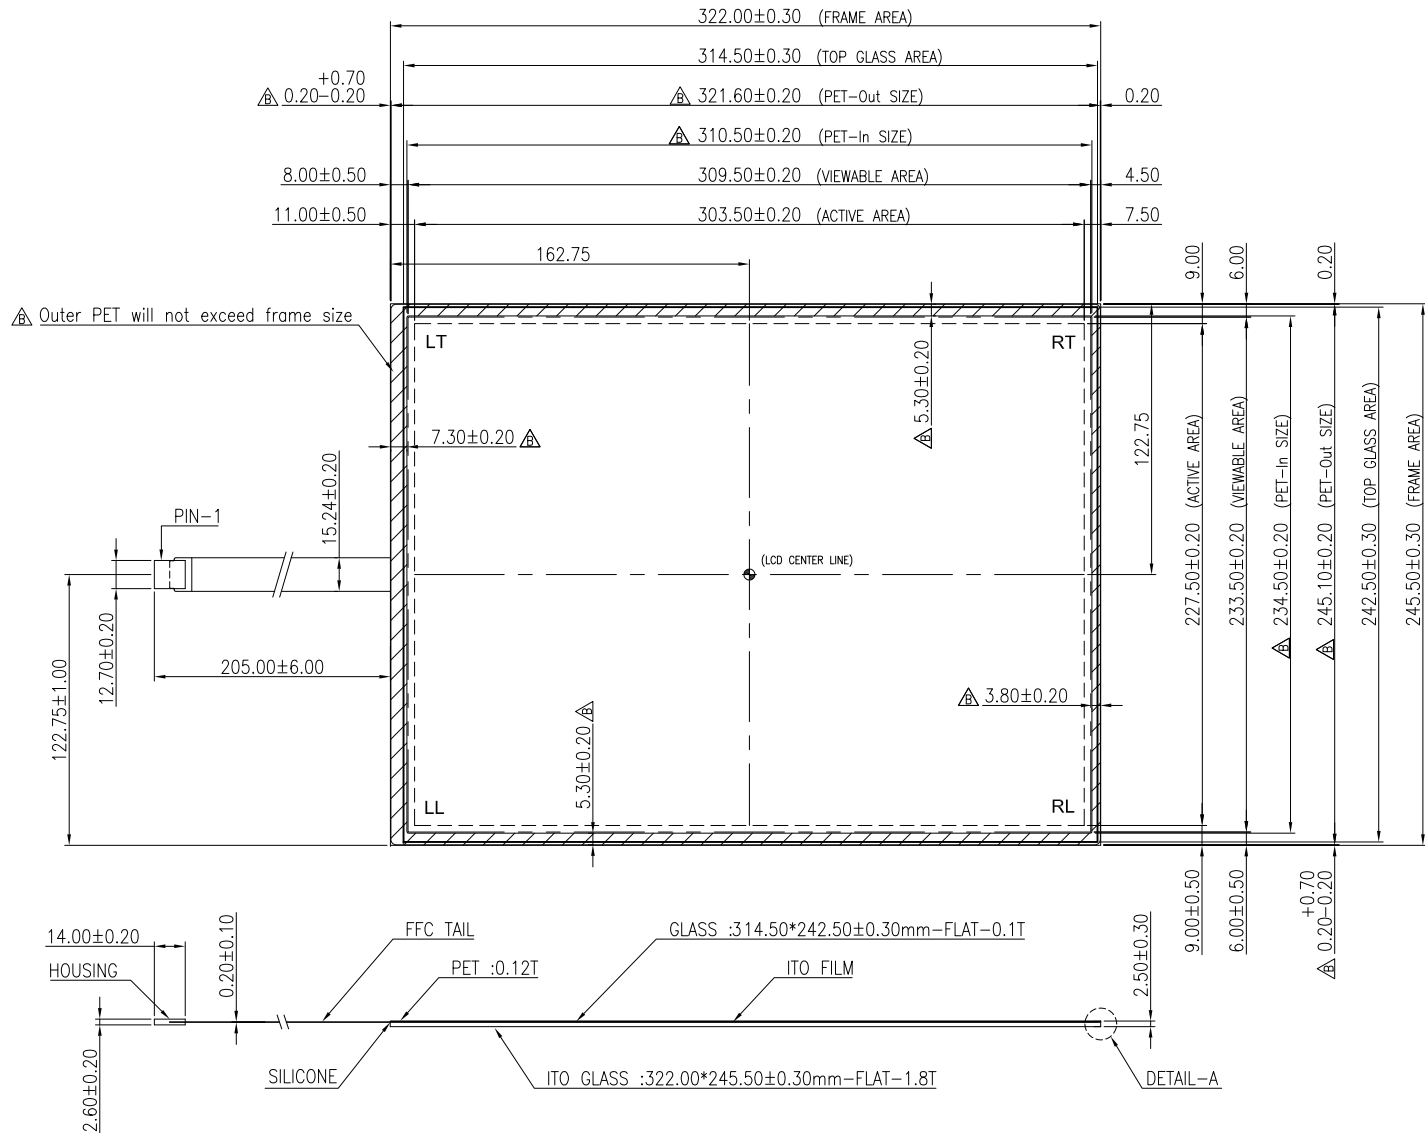 322.00±0.30 (FRAME AREA)
314.50±0.30 (TOP GLASS AREA)
+0.70
B 0.20-0.20
B 321.60±0.20 (PET-Out SIZE)
0.20
B 310.50±0.20 (PET-In SIZE)
8.00±0.50
309.50±0.20 (VIEWABLE AREA)
4.50
11.00±0.50
303.50±0.20 (ACTIVE AREA)
7.50
162.75
9.00
6.00
0.20
B Outer PET will not exceed frame size
LT
RT
B 5.30±0.20
7.30±0.20 B
122.75
227.50±0.20 (ACTIVE AREA)
233.50±0.20 (VIEWABLE AREA)
B 234.50±0.20 (PET-In SIZE)
B 245.10±0.20 (PET-Out SIZE)
242.50±0.30 (TOP GLASS AREA)
245.50±0.30 (FRAME AREA)
PIN-1
15.24±0.20
(LCD CENTER LINE)
12.70±0.20
205.00±6.00
122.75±1.00
B 3.80±0.20
5.30±0.20 B
LL
RL
9.00±0.50
6.00±0.50
+0.70
B 0.20-0.20
14.00±0.20
HOUSING
0.20±0.10
FFC TAIL
GLASS :314.50*242.50±0.30mm-FLAT-0.1T
PET :0.12T
ITO FILM
2.50±0.30
2.60±0.20
SILICONE
ITO GLASS :322.00*245.50±0.30mm-FLAT-1.8T
DETAIL-A